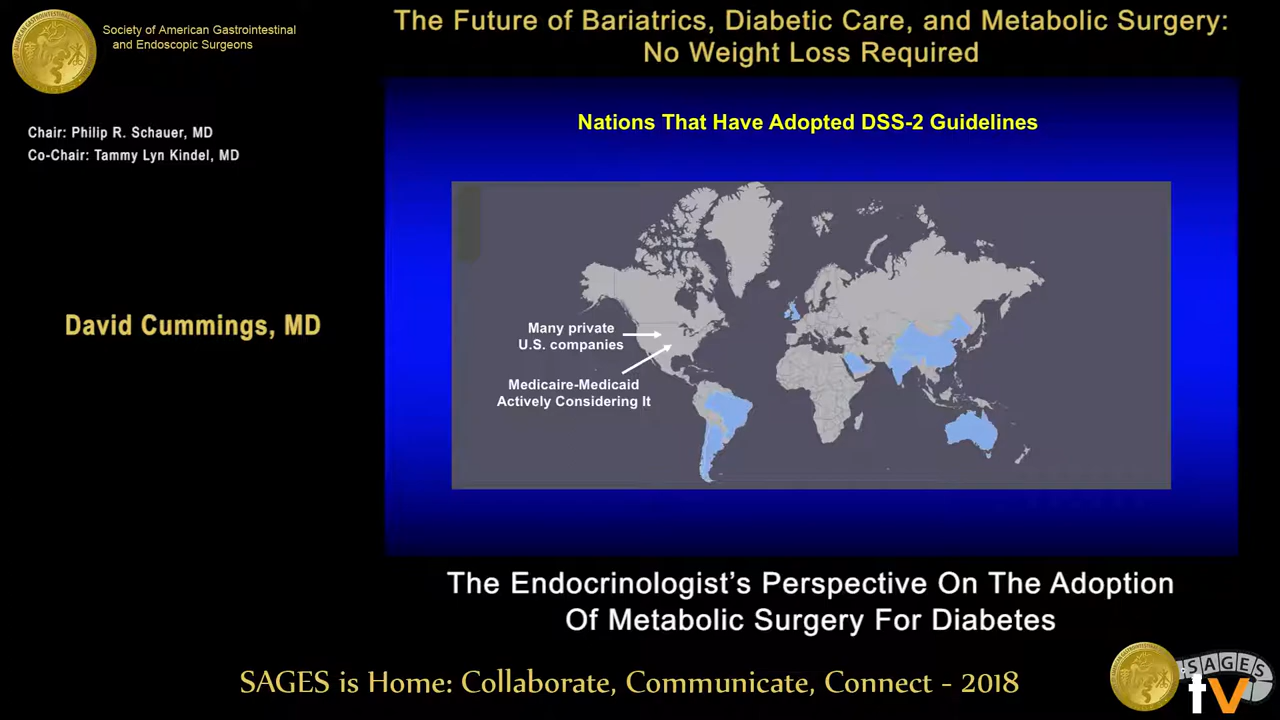 Society of American Gastrointestinal
and Endoscopic Surgeons
The Future of Bariatrics, Diabetic Care, and Metabolic Surgery:
No Weight Loss Required
Chair: Philip R. Schauer, MD
Co-Chair: Tammy Lyn Kindel, MD
David Cummings, MD
Nations That Have Adopted DSS-2 Guidelines
Many private
U.S. companies
Medicaire-Medicaid
Actively Considering It
The Endocrinologist's Perspective On The Adoption
Of Metabolic Surgery For Diabetes
SAGES is Home: Collaborate, Communicate, Connect - 2018
SAGES
tv